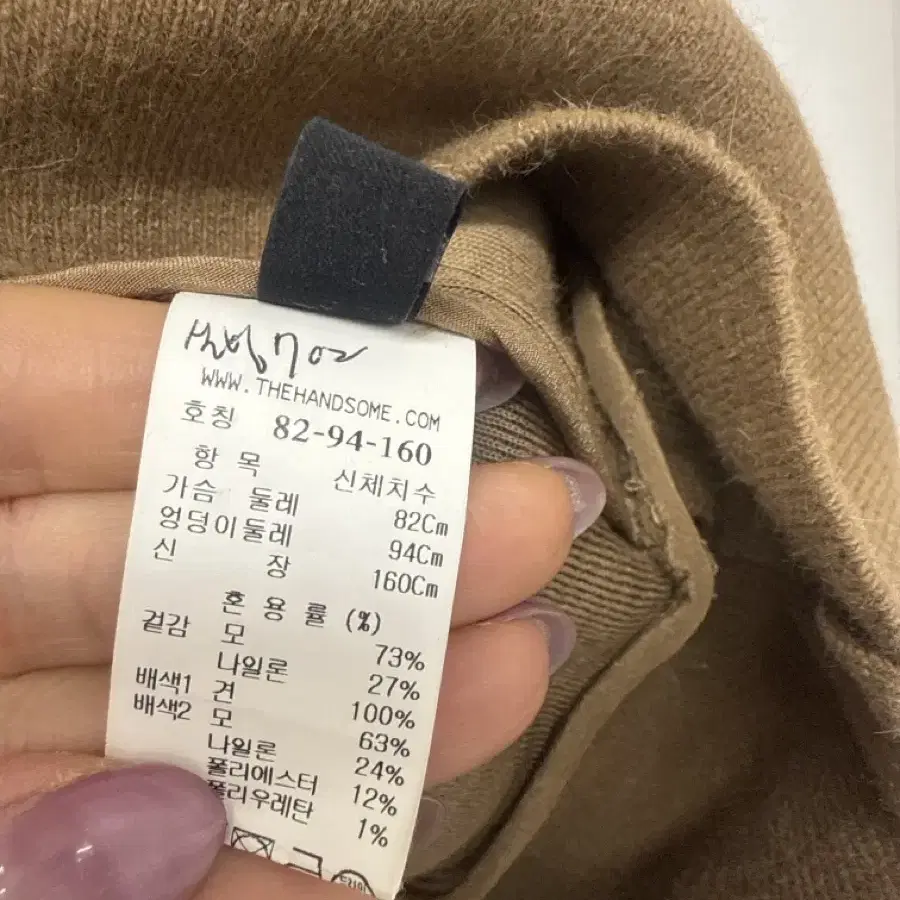 WWW.THEHANDSOME.COM
호칭 82-94-160
항 목 신체치수
가슴 둘레 82Cm
엉덩이둘레 94Cm
신 장 160Cm
혼 용 률 (%)
겉감 모 73%
나일론 27%
배색1 견 100%
배색2 모 63%
나일론 24%
폴리에스터 12%
폴리우레탄 1%